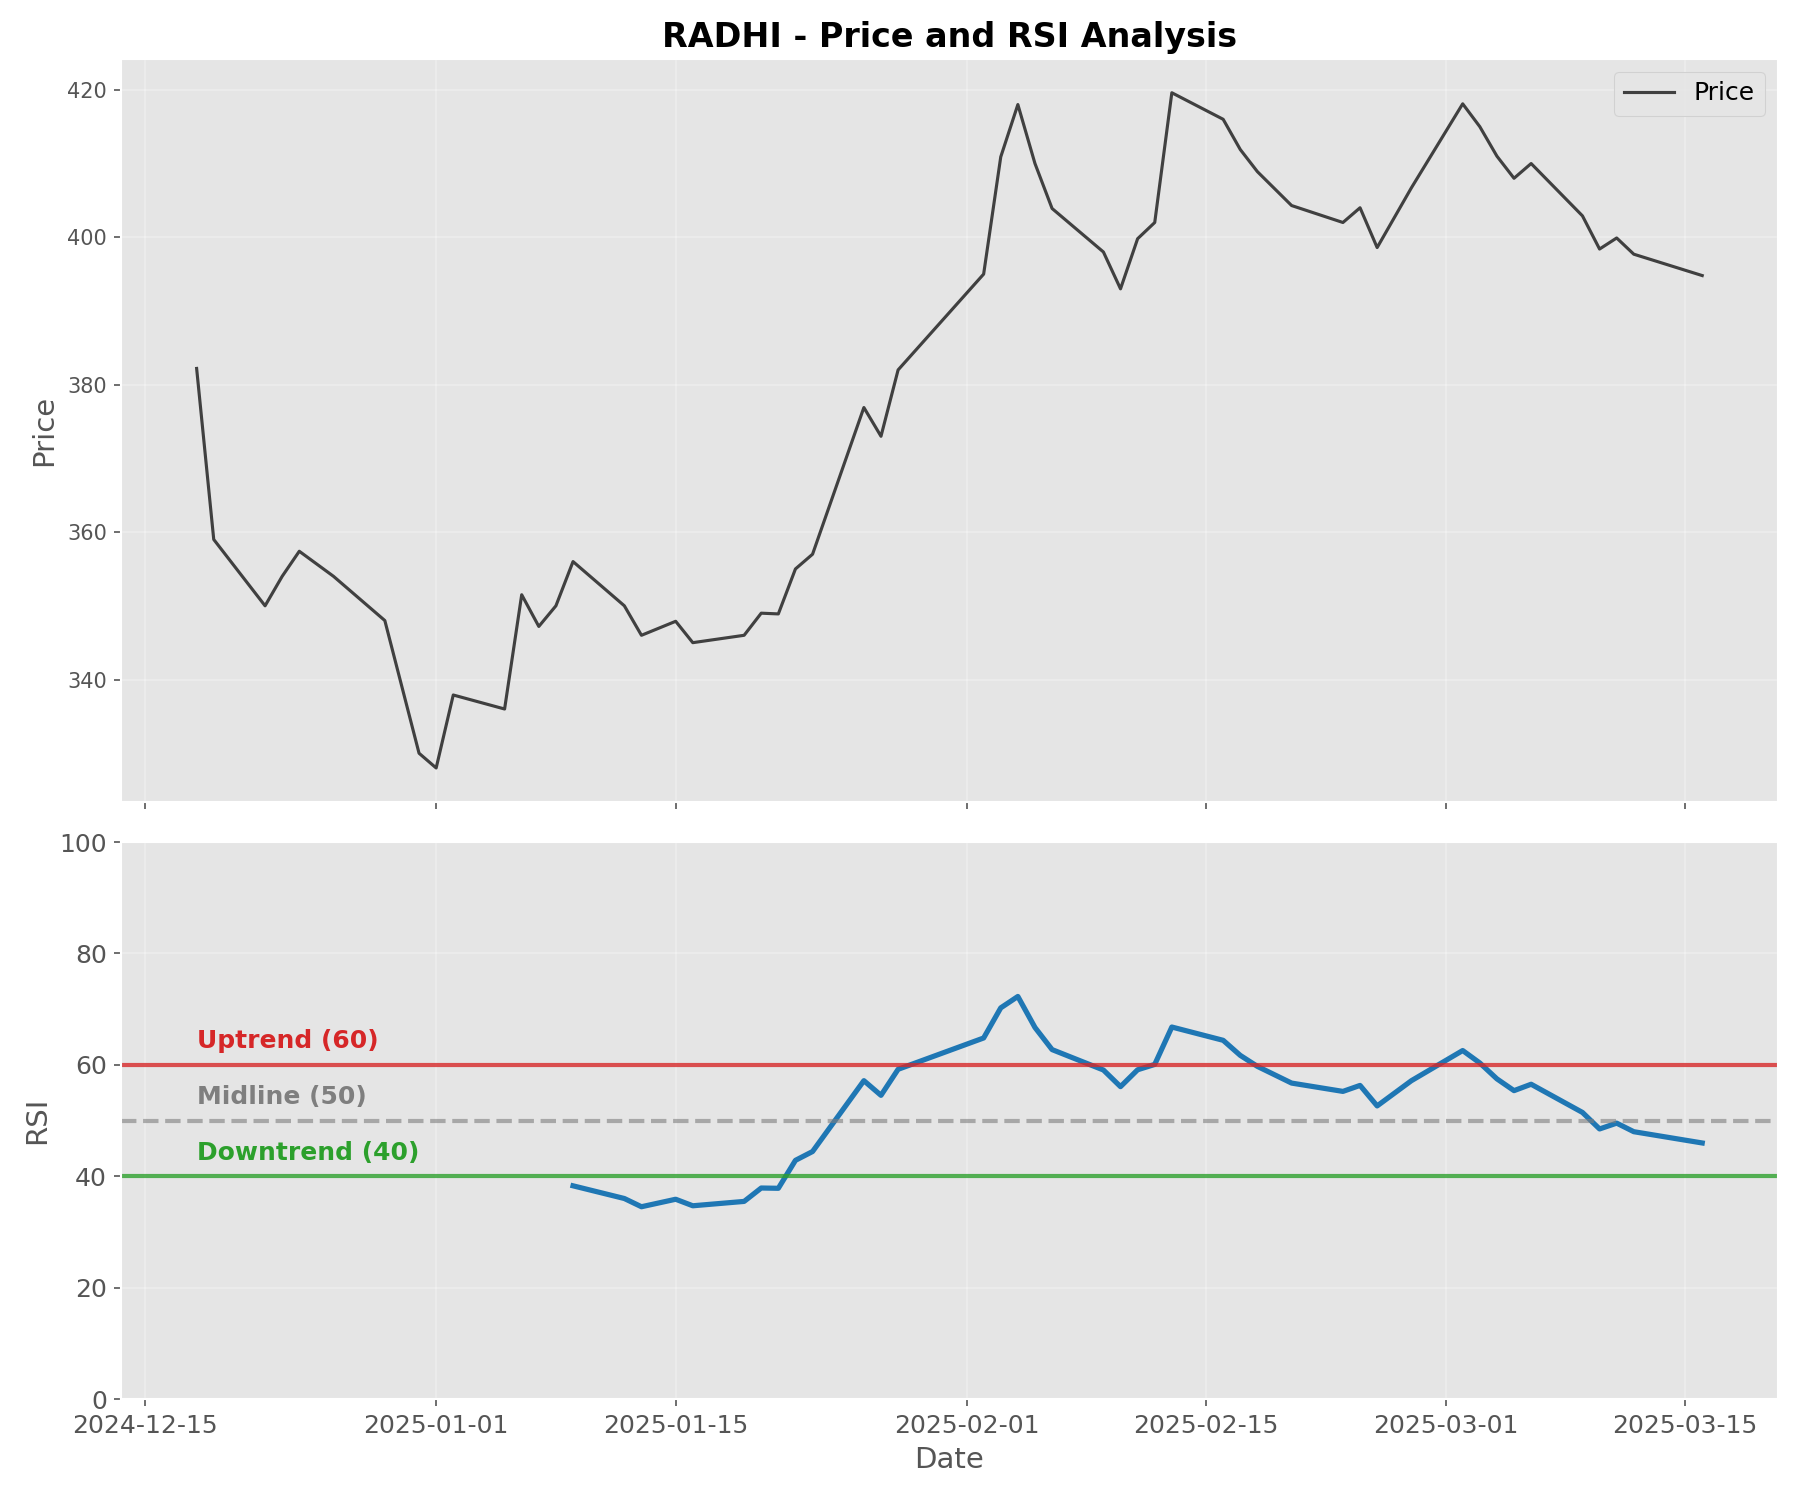 RADHI - Price and RSI Analysis
Price
420
400
380
360
340
Price
100
80
60
40
20
0
RSI
Uptrend (60)
Midline (50)
Downtrend (40)
2024-12-15
2025-01-01
2025-01-15
2025-02-01
2025-02-15
2025-03-01
2025-03-15
Date